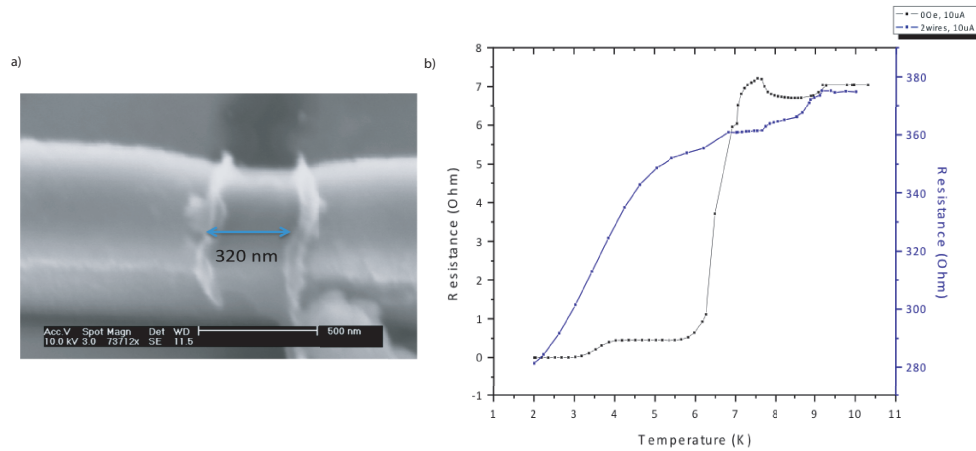 a)
320 nm
Acc.V Spot Magn Det WD
10.0 kV 3.0 73712x SE 11.5
500 nm
b)
0Oe, 10uA
2wires, 10uA
8
7
6
5
4
3
2
1
0
-1
Resistance (Ohm)
1 2 3 4 5 6 7 8 9 10 11
Temperature (K)
380
360
340
320
300
280
Resistance (Ohm)